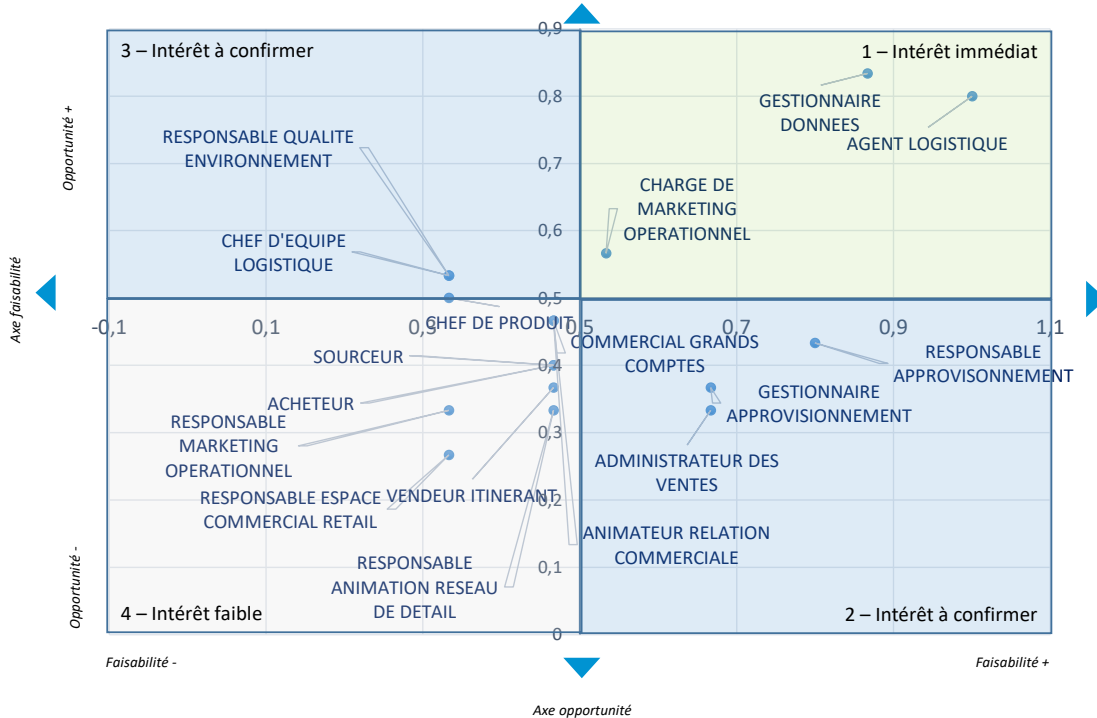 0,9
3 – Intérêt à confirmer
1 – Intérêt immédiat
Opportunité +
GESTIONNAIRE
DONNEES
0,8
AGENT LOGISTIQUE
RESPONSABLE QUALITE
ENVIRONNEMENT
0,7
CHARGE DE
MARKETING
OPERATIONNEL
0,6
CHEF D'EQUIPE
LOGISTIQUE
Axe faisabilité
0,5
-0,1
0,1
0,3
CHEF DE PRODUIT
0,5
0,7
0,9
1,1
SOURCEUR
0,4
COMMERCIAL GRANDS
COMPTES
RESPONSABLE
APPROVISONNEMENT
ACHETEUR
GESTIONNAIRE
APPROVISIONNEMENT
RESPONSABLE
MARKETING
OPERATIONNEL
0,3
ADMINISTRATEUR DES
VENTES
RESPONSABLE ESPACE
COMMERCIAL RETAIL
VENDEUR ITINERANT
0,2
ANIMATEUR RELATION
COMMERCIALE
0,1
RESPONSABLE
ANIMATION RESEAU
DE DETAIL
Opportunité -
4 – Intérêt faible
2 – Intérêt à confirmer
0
Faisabilité -
Faisabilité +
Axe opportunité